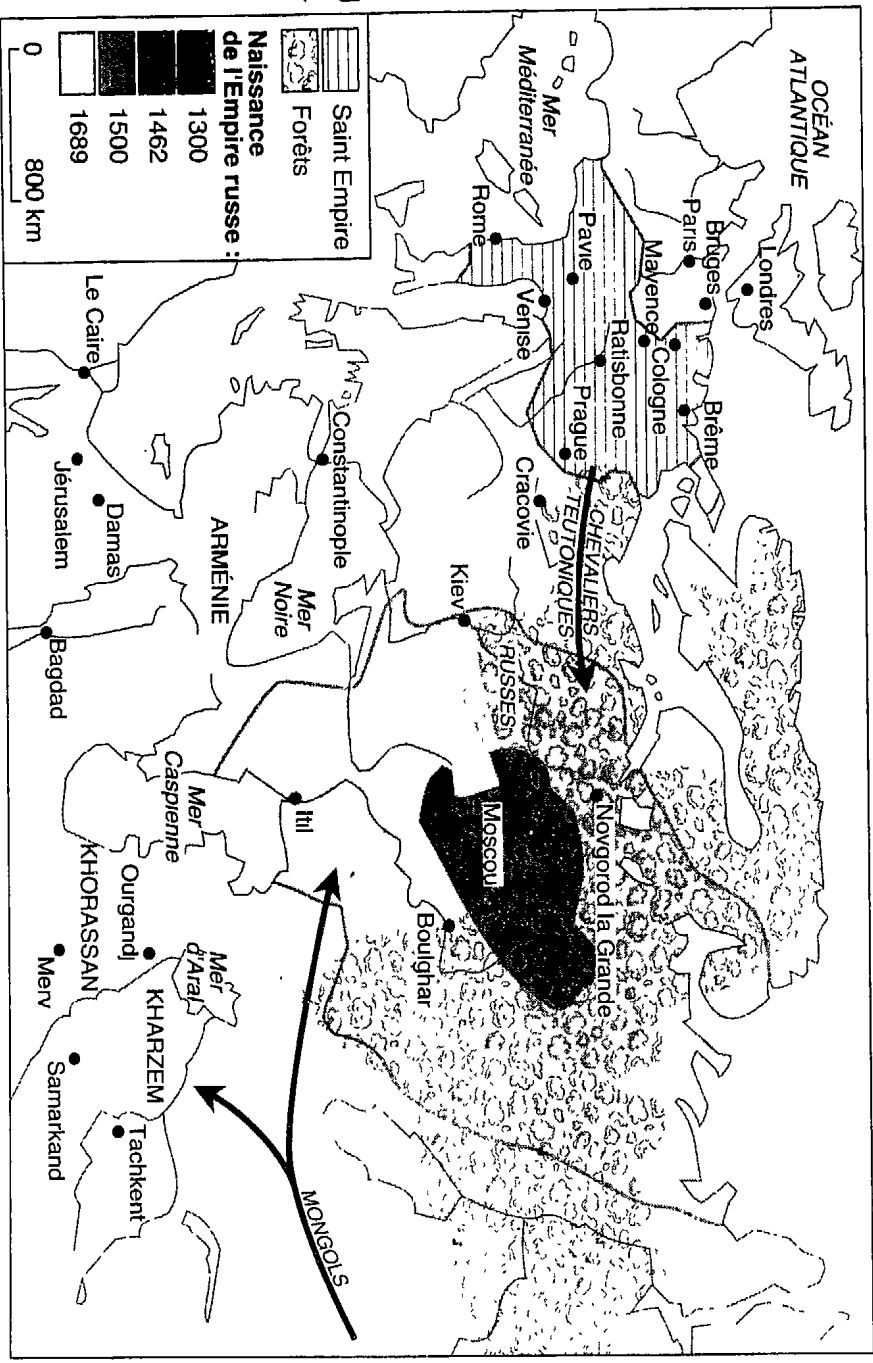 OCÉAN
ATLANTIQUE
Londres
Bruges
Paris
Mayence
Cologne
Brême
Ratisbonne
Pavie
Prague
Venise
Rome
Mer
Méditerranée
Cracovie
CHEVALIERS
TEUTONIQUES
Novgorod la Grande
RUSSES
Moscou
Kiev
Boulghar
Constantinople
Mer
Noire
ARMÉNIE
Itil
Mer
Caspienne
Mer
d'Aral
Ourgandj
KHORASSAN
KHARZEM
Merv
Samarkand
Tachkent
MONGOLS
Le Caire
Jérusalem
Damas
Bagdad
Saint Empire
Forêts
Naissance
de l'Empire russe :
1300
1462
1500
1689
0 800 km